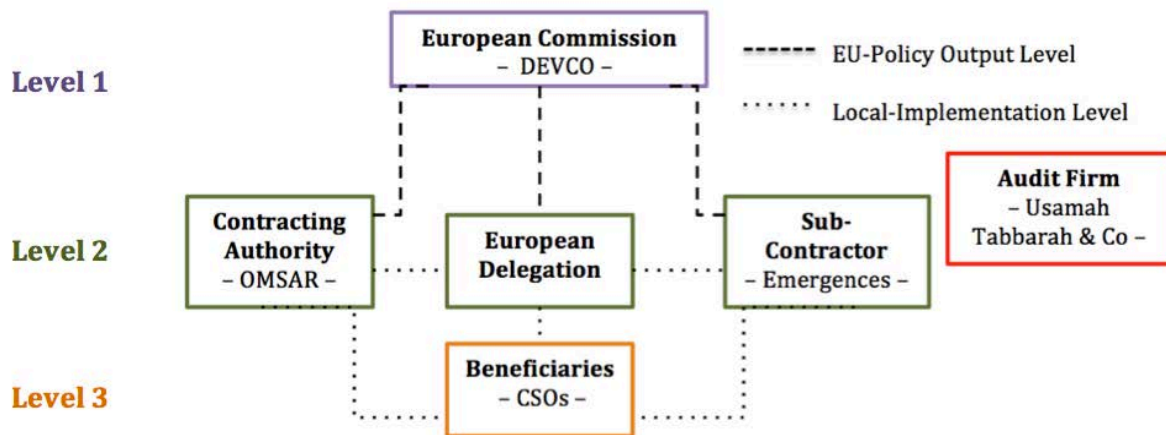 European Commission
– DEVCO –
EU-Policy Output Level
Level 1
Local-Implementation Level
Audit Firm
– Usamah
Tabbarah & Co –
Contracting
Authority
– OMSAR –
European
Delegation
Sub-
Contractor
– Emergences –
Level 2
Beneficiaries
– CSOs –
Level 3